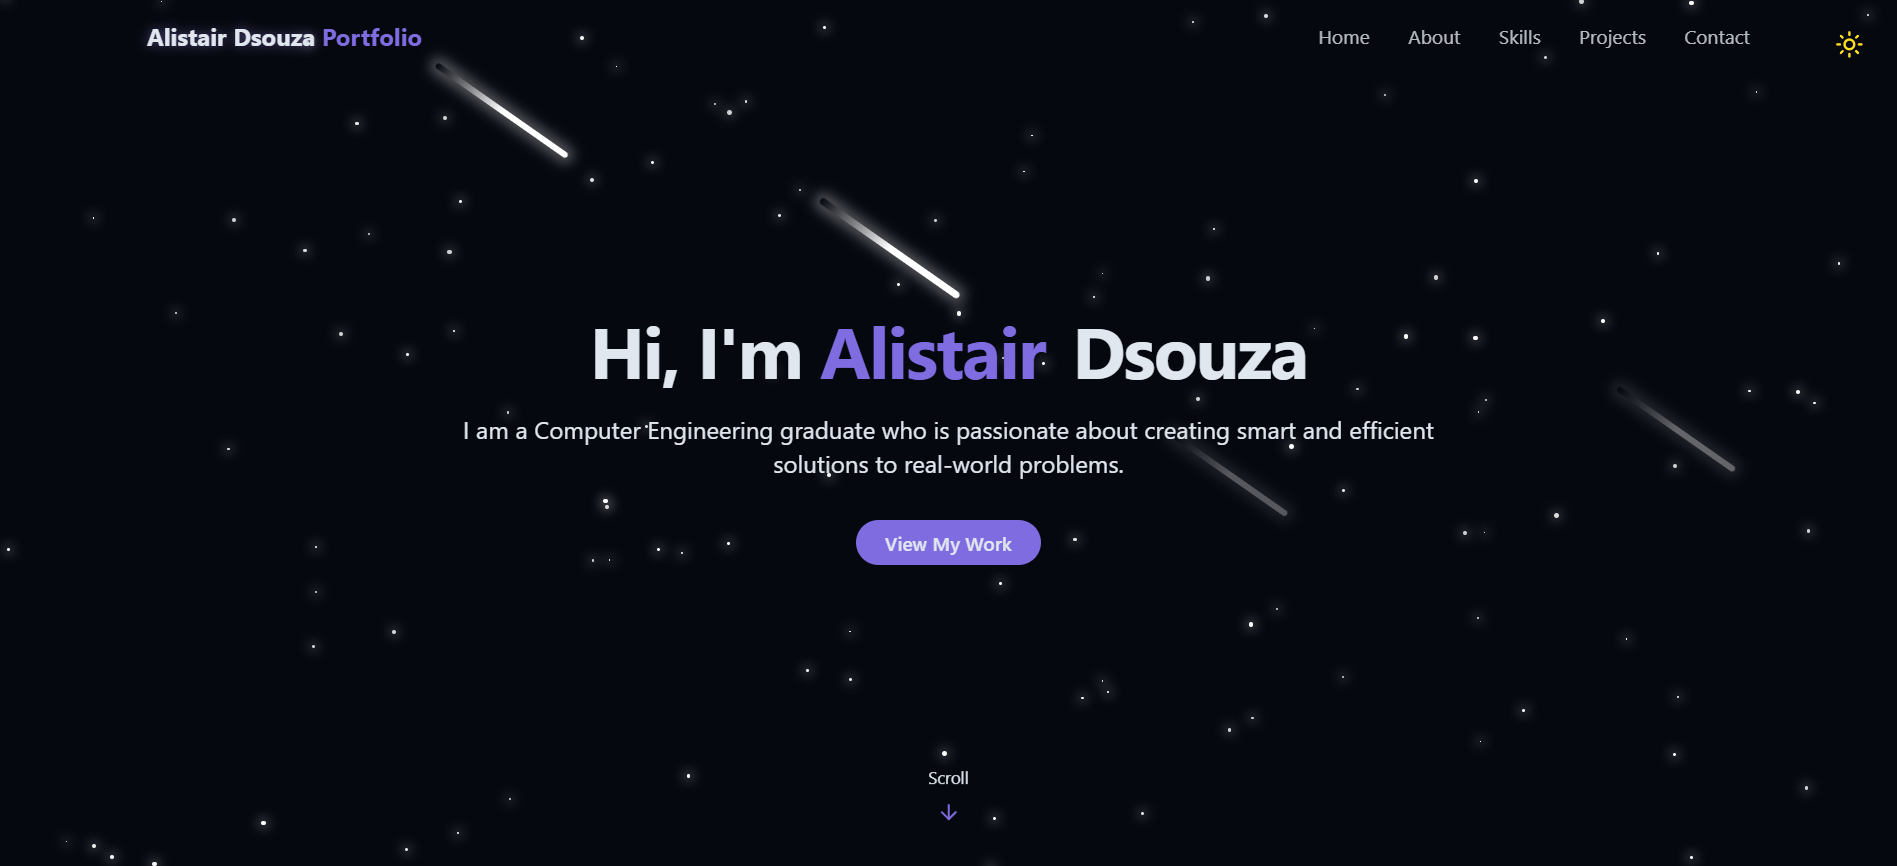 Alistair Dsouza Portfolio
Home About Skills Projects Contact
Hi, I'm Alistair Dsouza
I am a Computer Engineering graduate who is passionate about creating smart and efficient
solutions to real-world problems.
View My Work
Scroll